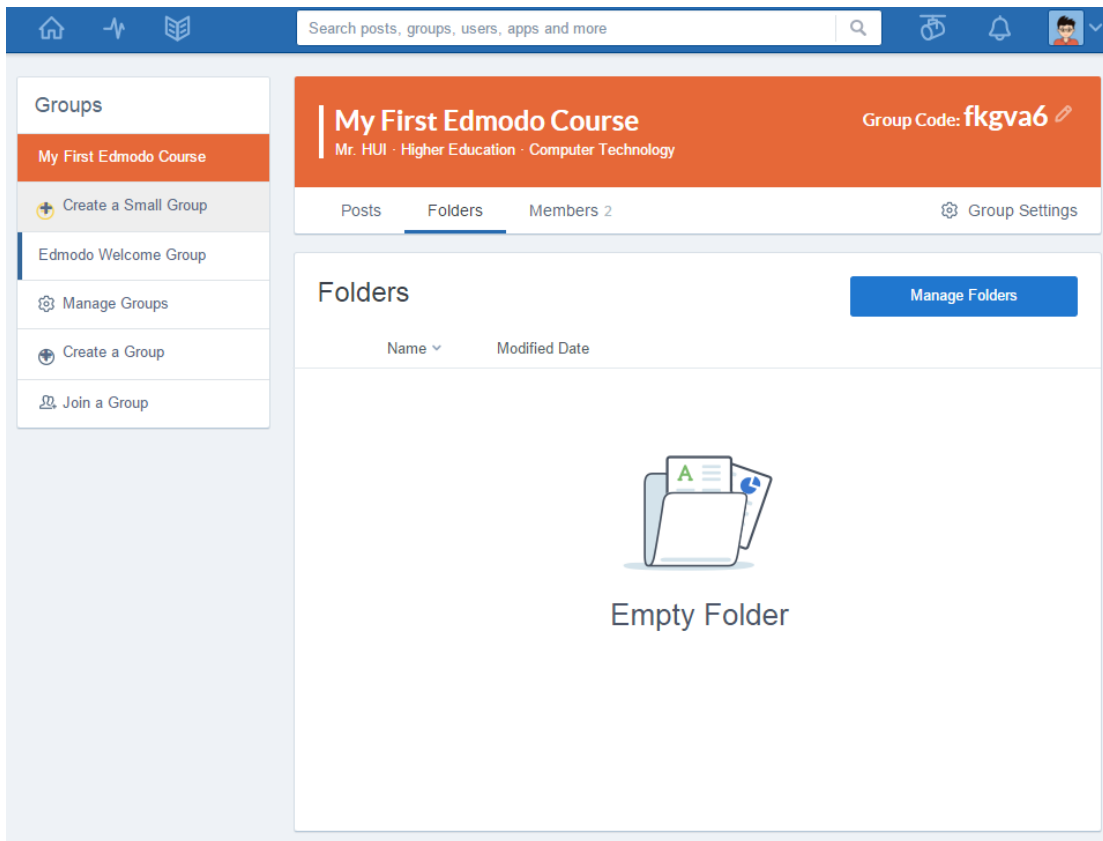 Search posts, groups, users, apps and more
Groups
My First Edmodo Course
Create a Small Group
Edmodo Welcome Group
Manage Groups
Create a Group
Join a Group
My First Edmodo Course
Group Code: fkgva6
Mr. HUI · Higher Education · Computer Technology
Posts Folders Members 2 Group Settings
Folders
Manage Folders
Name Modified Date
A
Empty Folder